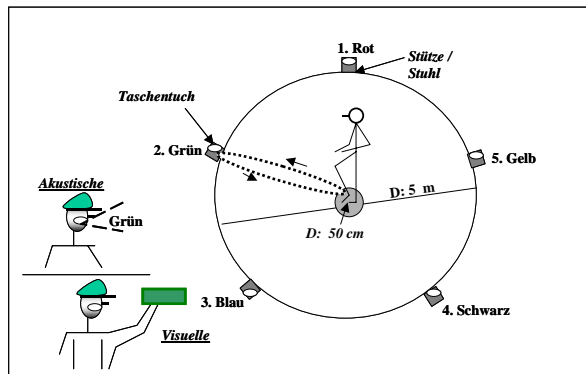 1. Rot
Stütze /
Stuhl
Taschentuch
2. Grün
5. Gelb
Akustische
Grün
D: 5 m
D: 50 cm
3. Blau
4. Schwarz
Visuelle